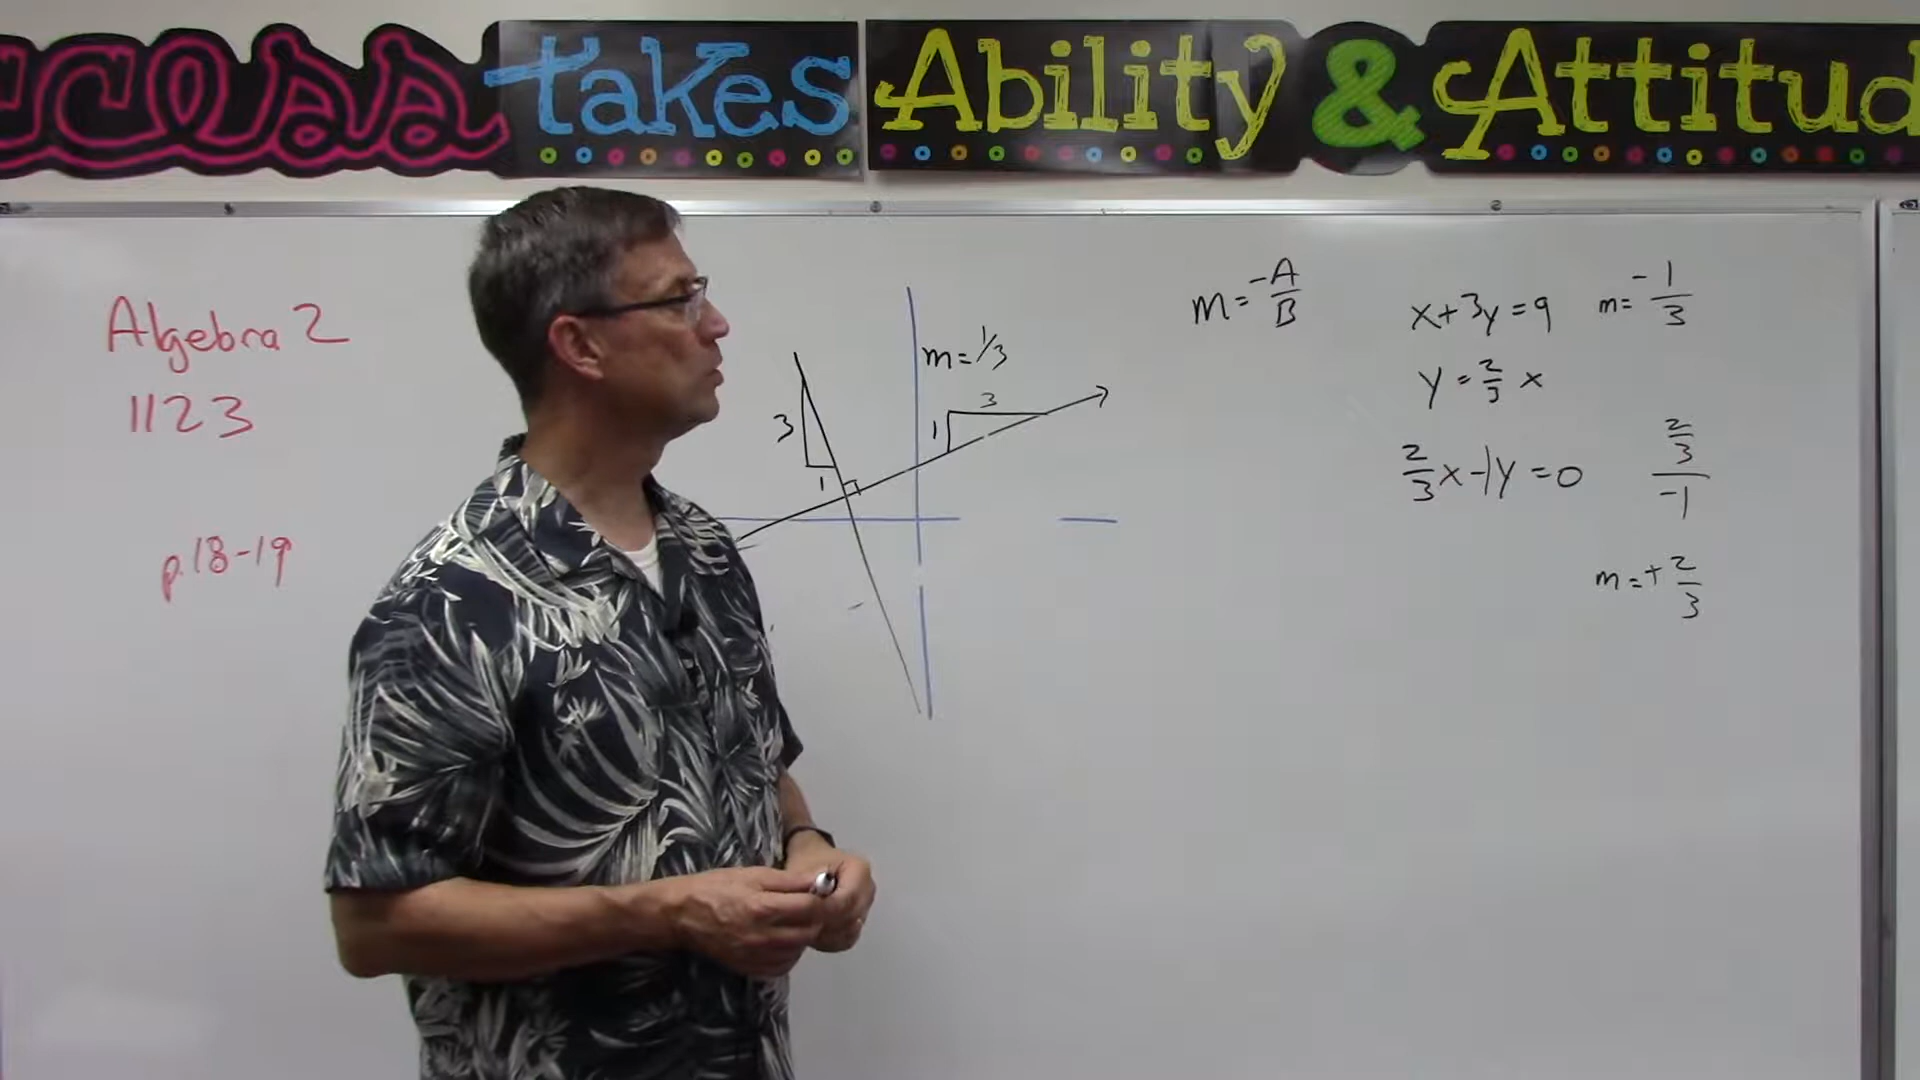 ccess takes Ability & Attitud
Algebra 2
1123
p.18-19
m=1/3
3
1
3
1
m=-A/B
x+3y=9 m=-1/3
y=2/3 x
2/3x-1y=0
2/3/-1
m=+2/3